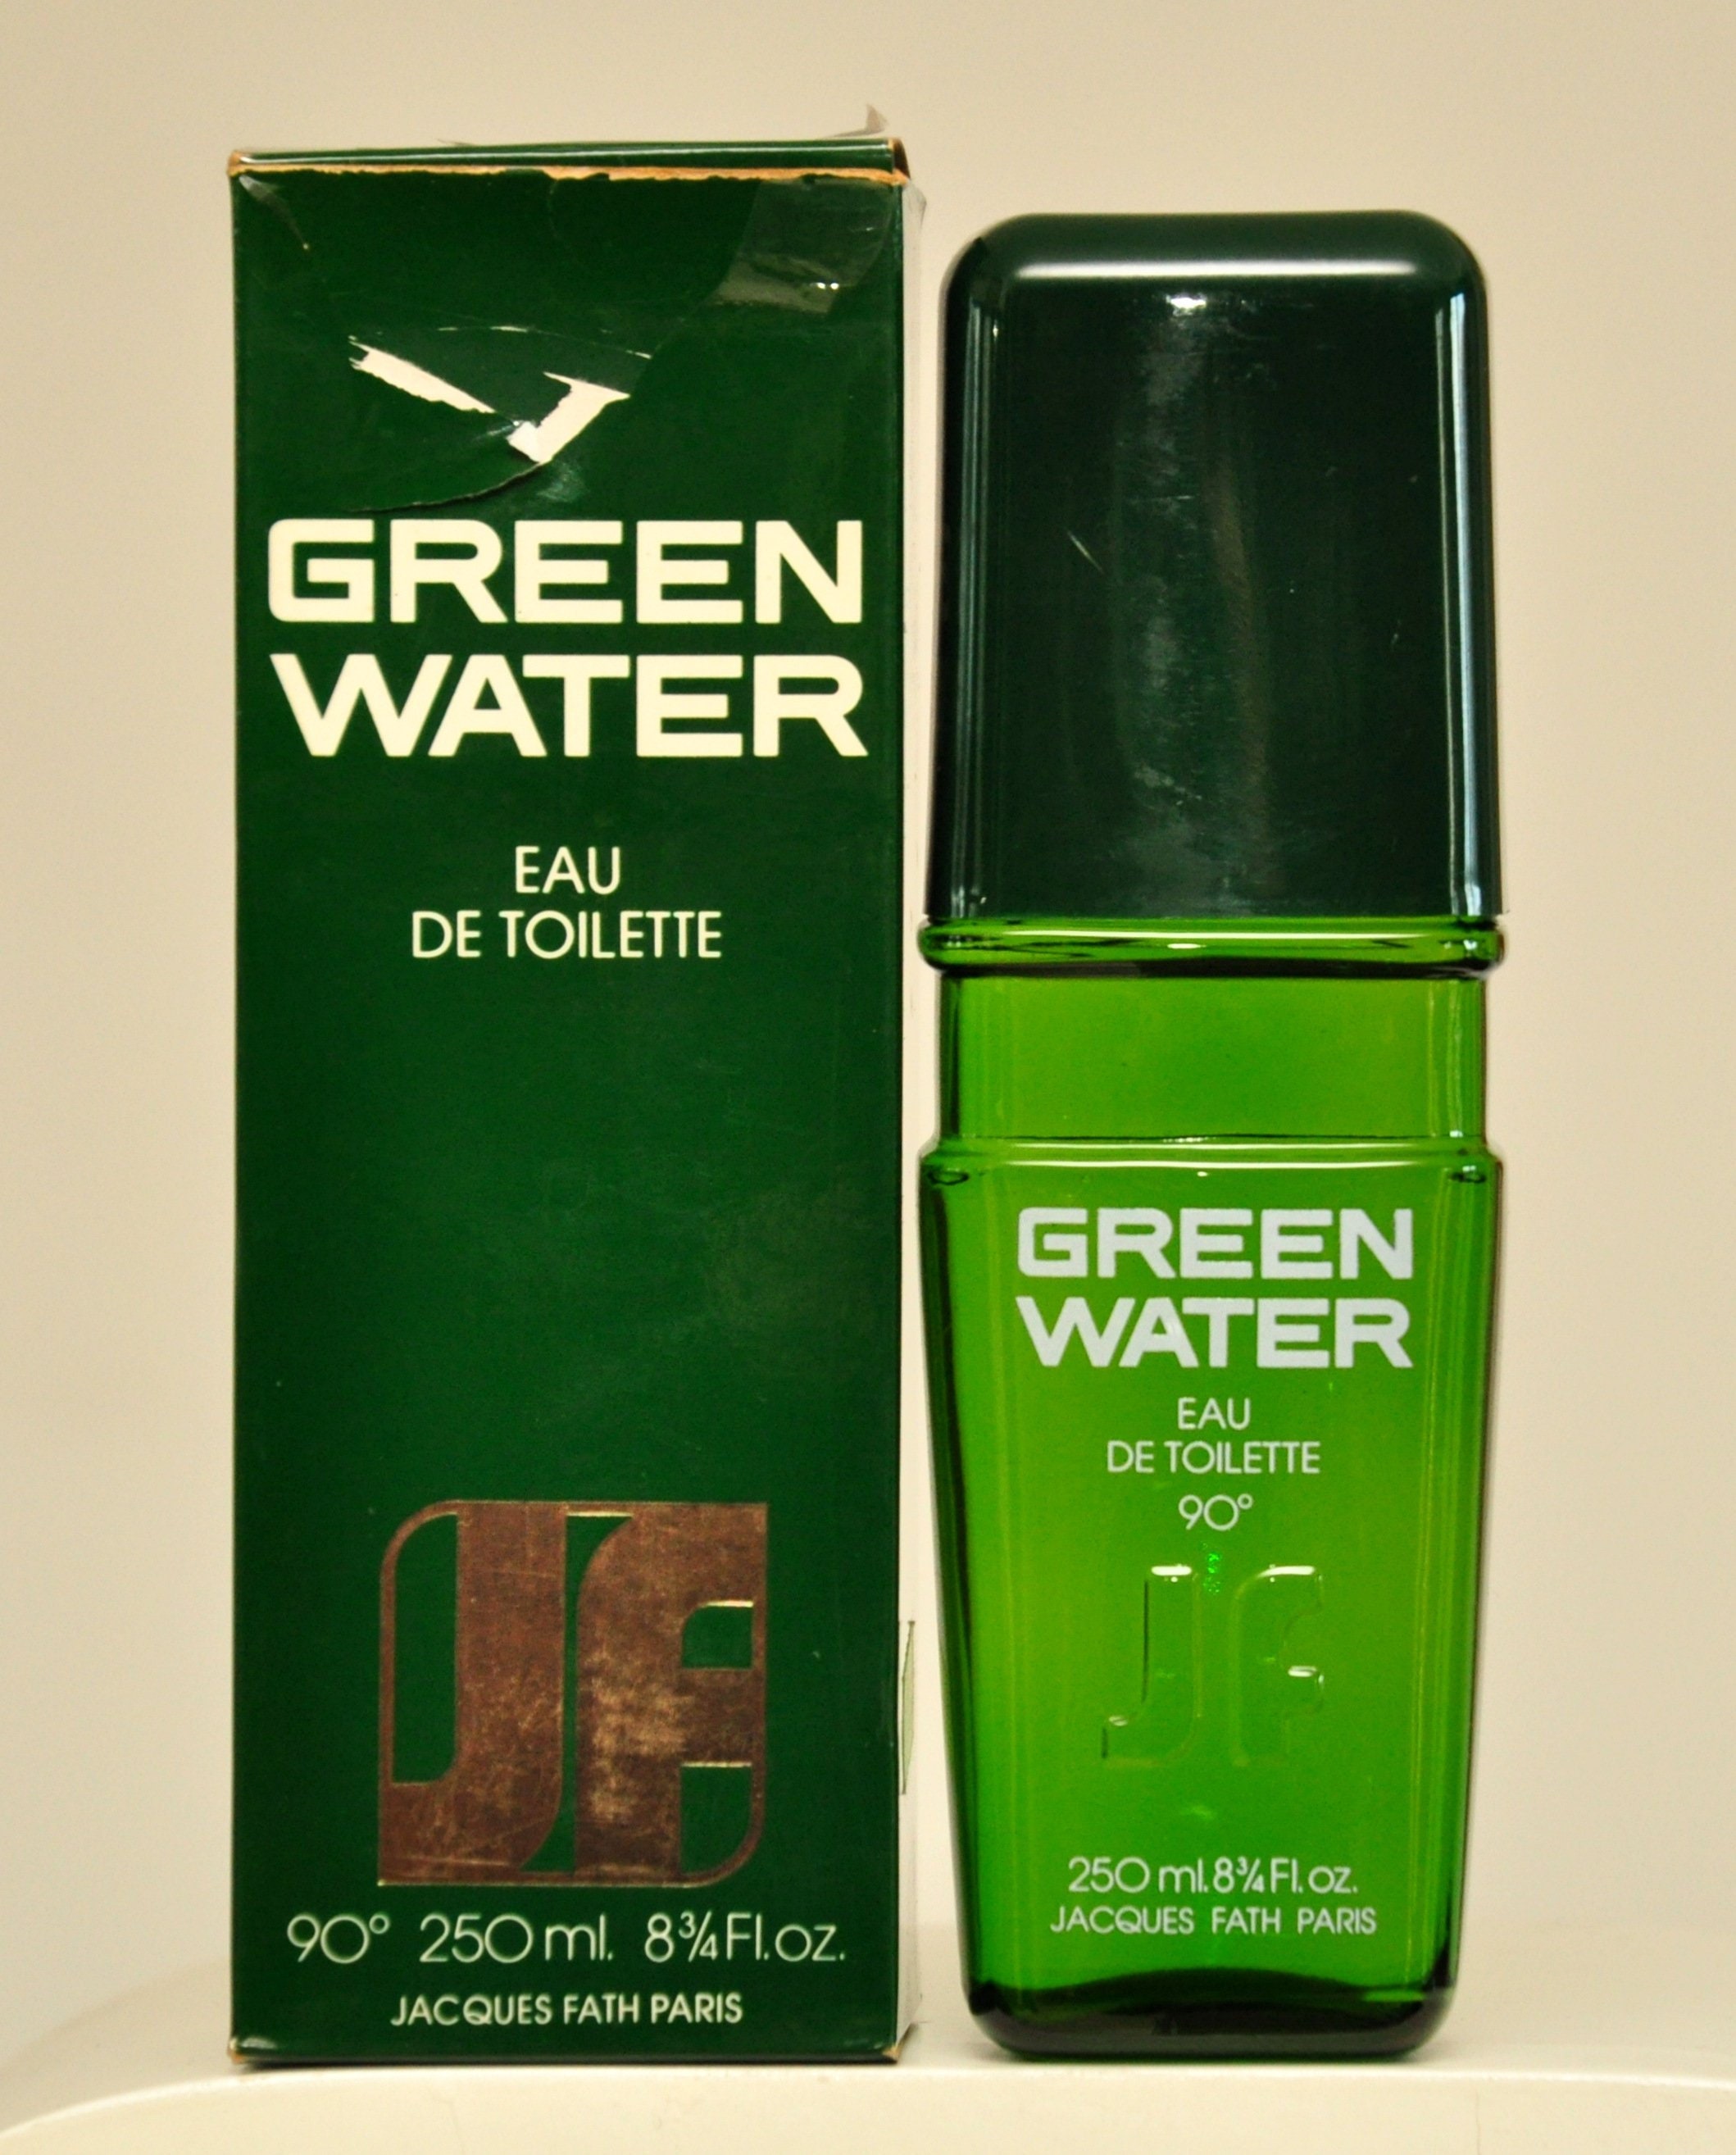 GREEN
WATER
EAU
DE TOILETTE
JF
90° 250 ml. 8¾ Fl. oz.
JACQUES FATH PARIS
GREEN
WATER
EAU
DE TOILETTE
90°
JF
250 ml. 8¾ Fl. oz.
JACQUES FATH PARIS